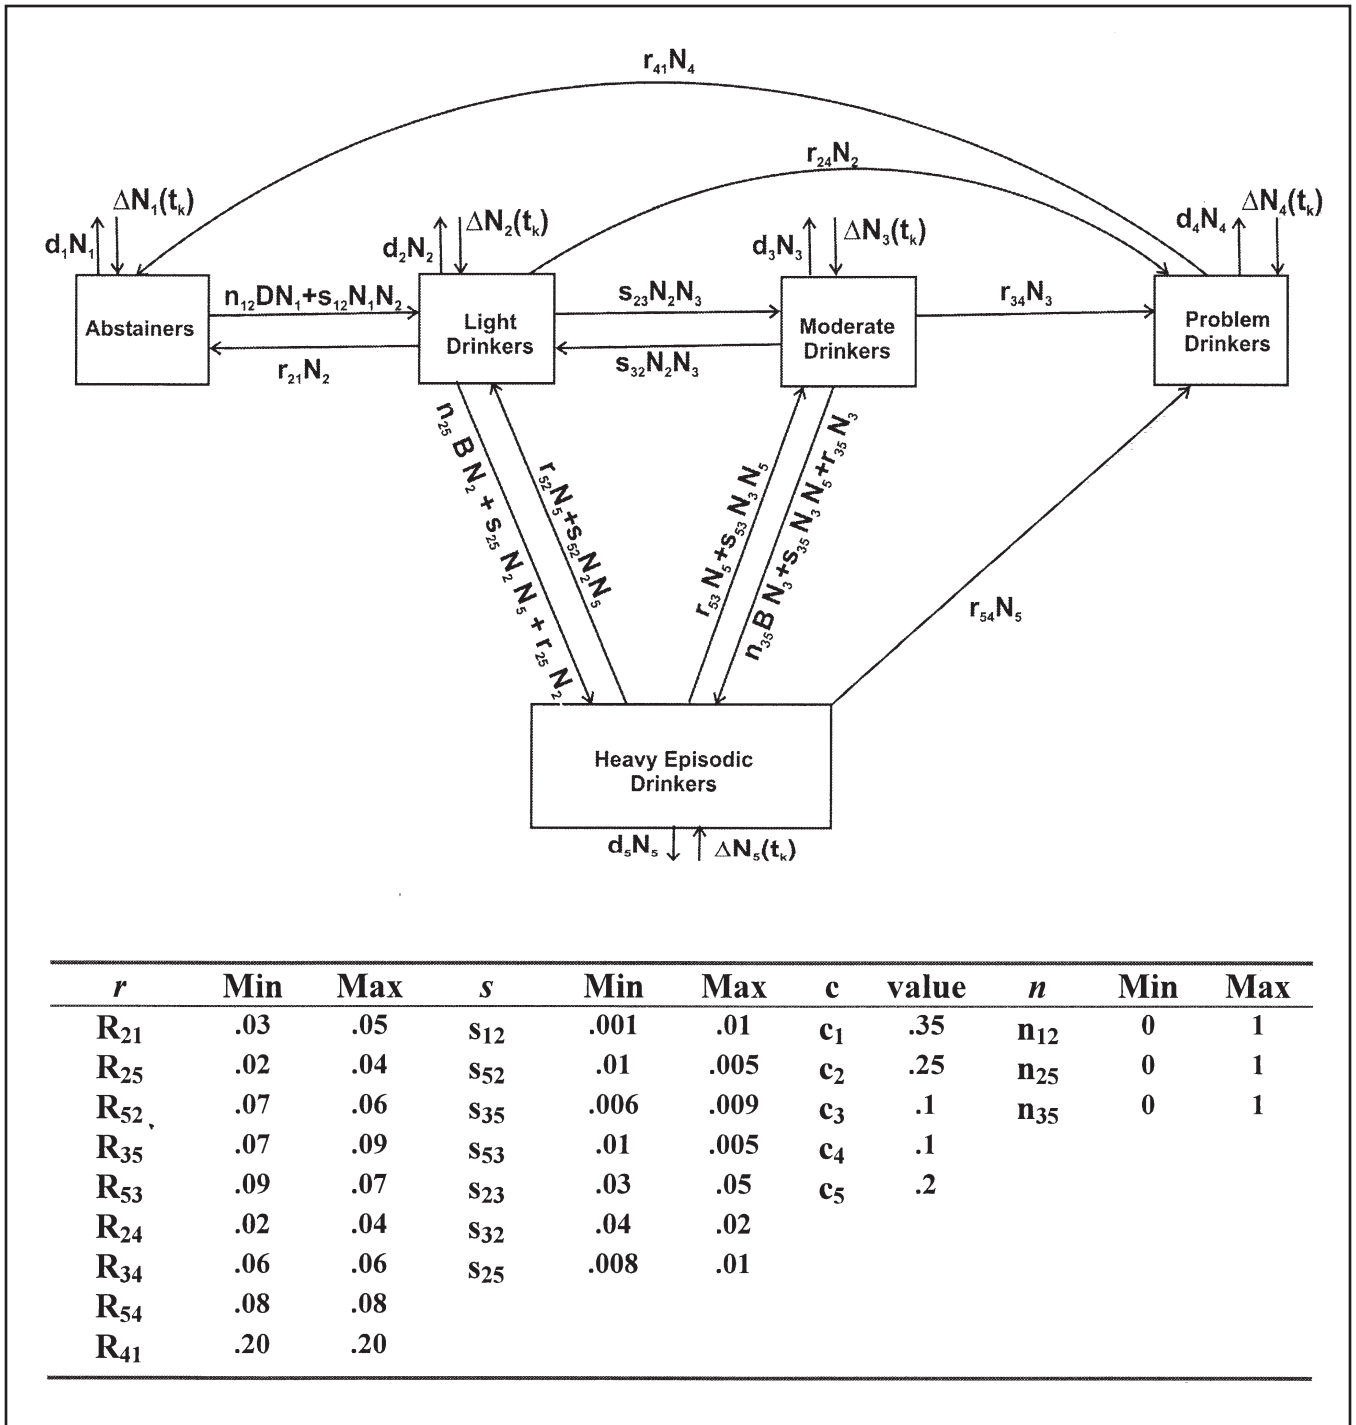 r₄₁N₄
r₂₄N₂
d₁N₁
ΔN₁(tₖ)
d₂N₂
ΔN₂(tₖ)
d₃N₃
ΔN₃(tₖ)
d₄N₄
ΔN₄(tₖ)
Abstainers
n₁₂DN₁+s₁₂N₁N₂
r₂₁N₂
Light
Drinkers
s₂₃N₂N₃
s₃₂N₂N₃
Moderate
Drinkers
r₃₄N₃
Problem
Drinkers
n₂₅ B N₂ + s₂₅ N₂ N₅ + r₂₅ N₂
r₅₂N₅+s₅₂N₂N₅
r₅₃ N₅+s₅₃ N₃ N₅
n₃₅B N₃+s₃₅ N₃ N₅+r₃₅ N₃
r₅₄N₅
Heavy Episodic
Drinkers
d₅N₅
ΔN₅(tₖ)
r Min Max s Min Max c value n Min Max
R₂₁ .03 .05 s₁₂ .001 .01 c₁ .35 n₁₂ 0 1
R₂₅ .02 .04 s₅₂ .01 .005 c₂ .25 n₂₅ 0 1
R₅₂ .07 .06 s₃₅ .006 .009 c₃ .1 n₃₅ 0 1
R₃₅ .07 .09 s₅₃ .01 .005 c₄ .1
R₅₃ .09 .07 s₂₃ .03 .05 c₅ .2
R₂₄ .02 .04 s₃₂ .04 .02
R₃₄ .06 .06 s₂₅ .008 .01
R₅₄ .08 .08
R₄₁ .20 .20